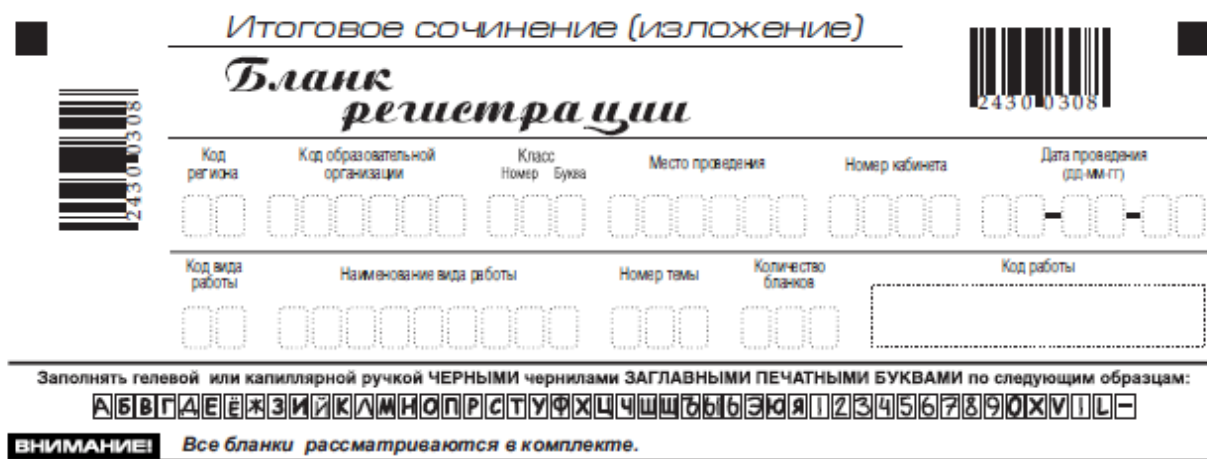 Итоговое сочинение (изложение)
Бланк
регистрации
2430 0308
2430 0308
Код региона
Код образовательной организации
Класс
Номер Буква
Место проведения
Номер кабинета
Дата проведения
(ДД-ММ-ГГ)
Код вида работы
Наименование вида работы
Номер темы
Количество бланков
Код работы
Заполнять гелевой или капиллярной ручкой ЧЕРНЫМИ чернилами ЗАГЛАВНЫМИ ПЕЧАТНЫМИ БУКВАМИ по следующим образцам:
АБВГДЕЁЖЗИЙКЛМНОПРСТУФХЦЧШЩЪЫЬЭЮЯ1234567890XVIL-
ВНИМАНИЕ! Все бланки рассматриваются в комплекте.